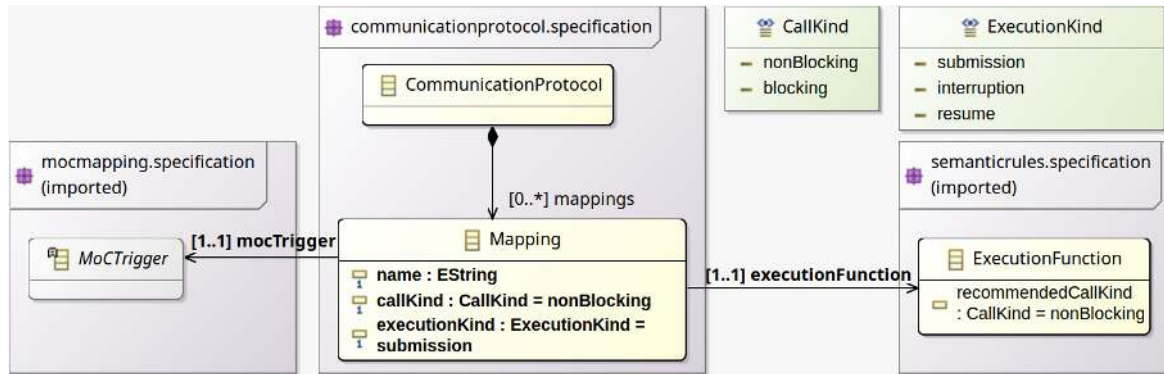 communicationprotocol.specification
CommunicationProtocol
[0..*] mappings
CallKind
nonBlocking
blocking
ExecutionKind
submission
interruption
resume
mocmapping.specification
(imported)
MoCTrigger
[1..1] mocTrigger
Mapping
name : EString
callKind : CallKind = nonBlocking
executionKind : ExecutionKind =
submission
[1..1] executionFunction
semanticrules.specification
(imported)
ExecutionFunction
recommendedCallKind
: CallKind = nonBlocking